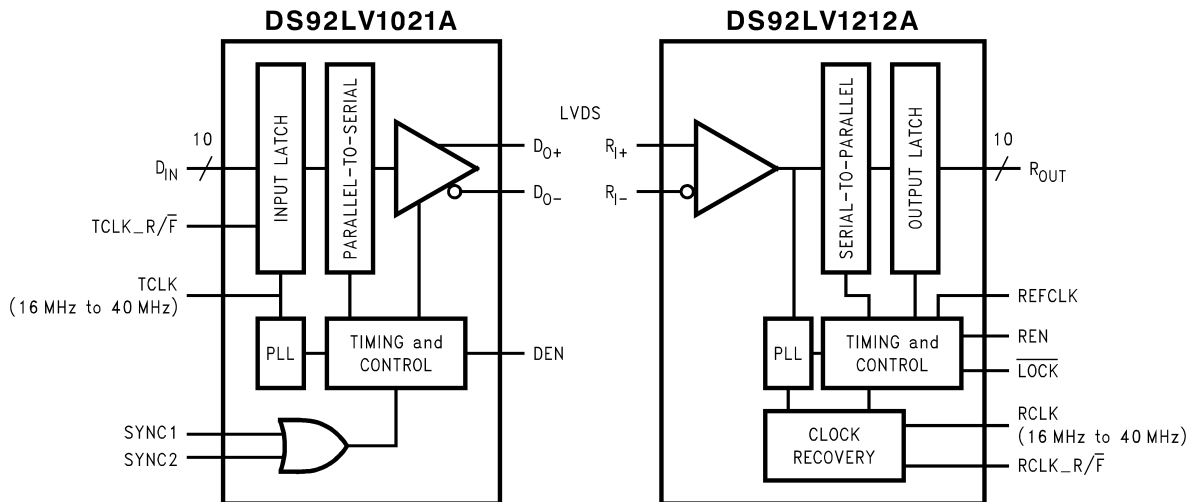 DS92LV1021A
DS92LV1212A
INPUT LATCH
PARALLEL-TO-SERIAL
LVDS
SERIAL-TO-PARALLEL
OUTPUT LATCH
10
DIN
DO+
DO-
RI+
RI-
10
ROUT
TCLK_R/F̅
TCLK
(16 MHz to 40 MHz)
PLL
TIMING and
CONTROL
DEN
SYNC1
SYNC2
PLL
TIMING and
CONTROL
REFCLK
REN
L̅O̅C̅K̅
CLOCK
RECOVERY
RCLK
(16 MHz to 40 MHz)
RCLK_R/F̅